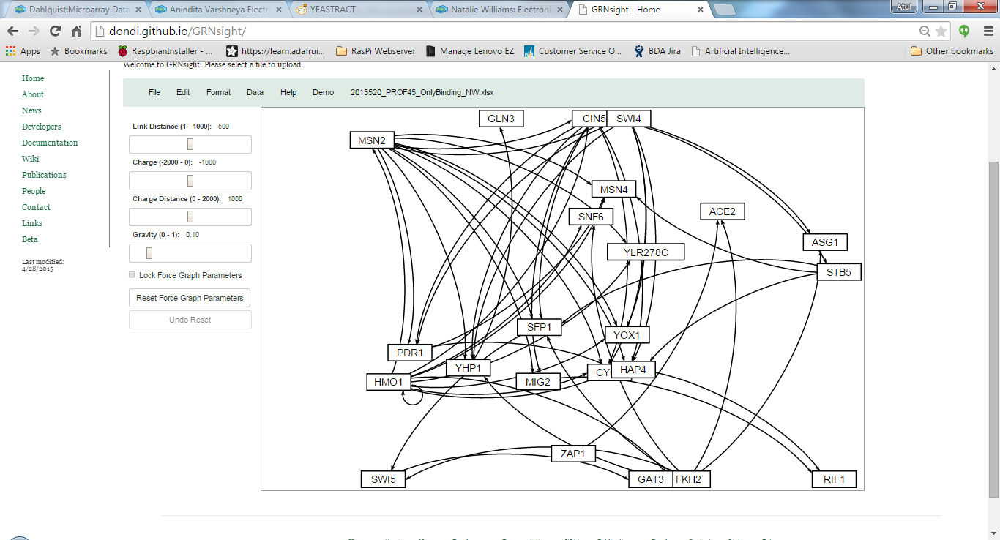 Dahlquist:Microarray Data
Anindita Varshneya Electr
YEASTRACT
Natalie Williams: Electroni
GRNsight - Home
Atul
dondi.github.io/GRNsight/
Apps
Bookmarks
RaspbianInstaller - ...
https://learn.adafrui...
RasPi Webserver
Manage Lenovo EZ
Customer Service O...
BDA Jira
Artificial Intelligence...
Other bookmarks
Welcome to GRNsight. Please select a file to upload.
Home
About
News
Developers
Documentation
Wiki
Publications
People
Contact
Links
Beta
Last modified:
4/28/2015
File Edit Format Data Help Demo 2015520_PROF45_OnlyBinding_NW.xlsx
Link Distance (1 - 1000): 500
Charge (-2000 - 0): -1000
Charge Distance (0 - 2000): 1000
Gravity (0 - 1): 0.10
Lock Force Graph Parameters
Reset Force Graph Parameters
Undo Reset
GLN3
CIN5
SWI4
MSN2
MSN4
SNF6
ACE2
YLR278C
ASG1
STB5
SFP1
YOX1
PDR1
YHP1
HAP4
HMO1
MIG2
ZAP1
SWI5
GAT3
FKH2
RIF1